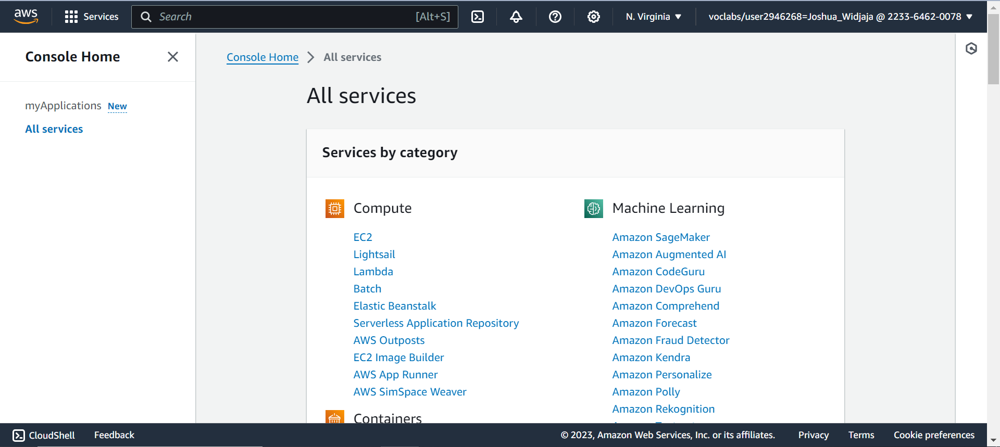 aws
Services
Search [Alt+S]
N. Virginia
voclabs/user2946268=Joshua_Widjaja @ 2233-6462-0078
Console Home
myApplications New
All services
Console Home > All services
All services
Services by category
Compute
EC2
Lightsail
Lambda
Batch
Elastic Beanstalk
Serverless Application Repository
AWS Outposts
EC2 Image Builder
AWS App Runner
AWS SimSpace Weaver
Containers
Machine Learning
Amazon SageMaker
Amazon Augmented AI
Amazon CodeGuru
Amazon DevOps Guru
Amazon Comprehend
Amazon Forecast
Amazon Fraud Detector
Amazon Kendra
Amazon Personalize
Amazon Polly
Amazon Rekognition
CloudShell
Feedback
© 2023, Amazon Web Services, Inc. or its affiliates.
Privacy
Terms
Cookie preferences